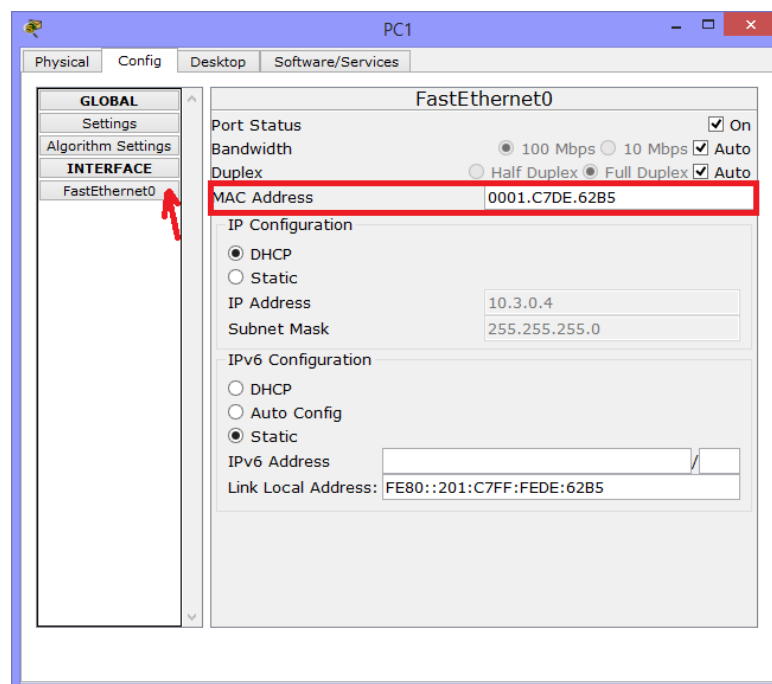 PC1
Physical Config Desktop Software/Services
GLOBAL
Settings
Algorithm Settings
INTERFACE
FastEthernet0
FastEthernet0
Port Status On
Bandwidth 100 Mbps 10 Mbps Auto
Duplex Half Duplex Full Duplex Auto
MAC Address 0001.C7DE.62B5
IP Configuration
DHCP
Static
IP Address 10.3.0.4
Subnet Mask 255.255.255.0
IPv6 Configuration
DHCP
Auto Config
Static
IPv6 Address /
Link Local Address: FE80::201:C7FF:FEDE:62B5